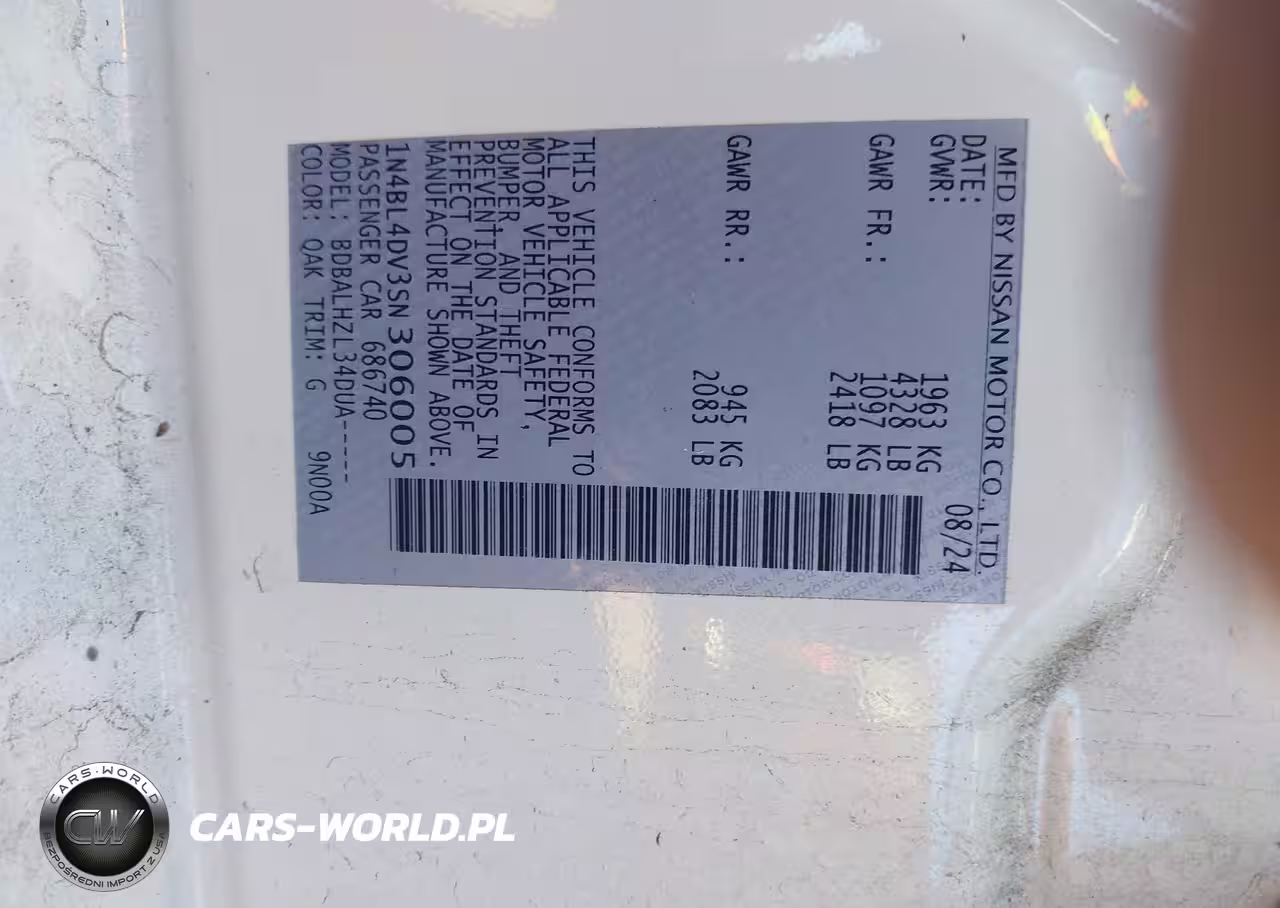 MFD BY NISSAN MOTOR CO., LTD.
DATE: 08/24
GVWR: 1963 KG
4328 LB
GAWR FR.: 1097 KG
2418 LB
GAWR RR.: 945 KG
2083 LB
THIS VEHICLE CONFORMS TO
ALL APPLICABLE FEDERAL
MOTOR VEHICLE SAFETY,
BUMPER, AND THEFT
PREVENTION STANDARDS IN
EFFECT ON THE DATE OF
MANUFACTURE SHOWN ABOVE.
1N4BL4DV3SN306005
PASSENGER CAR 686740
MODEL: BDBALHZL34DUA-----
COLOR: QAK TRIM: G 9N00A
CARS-WORLD
CW
BEZPOŚREDNI IMPORT Z USA
CARS-WORLD.PL